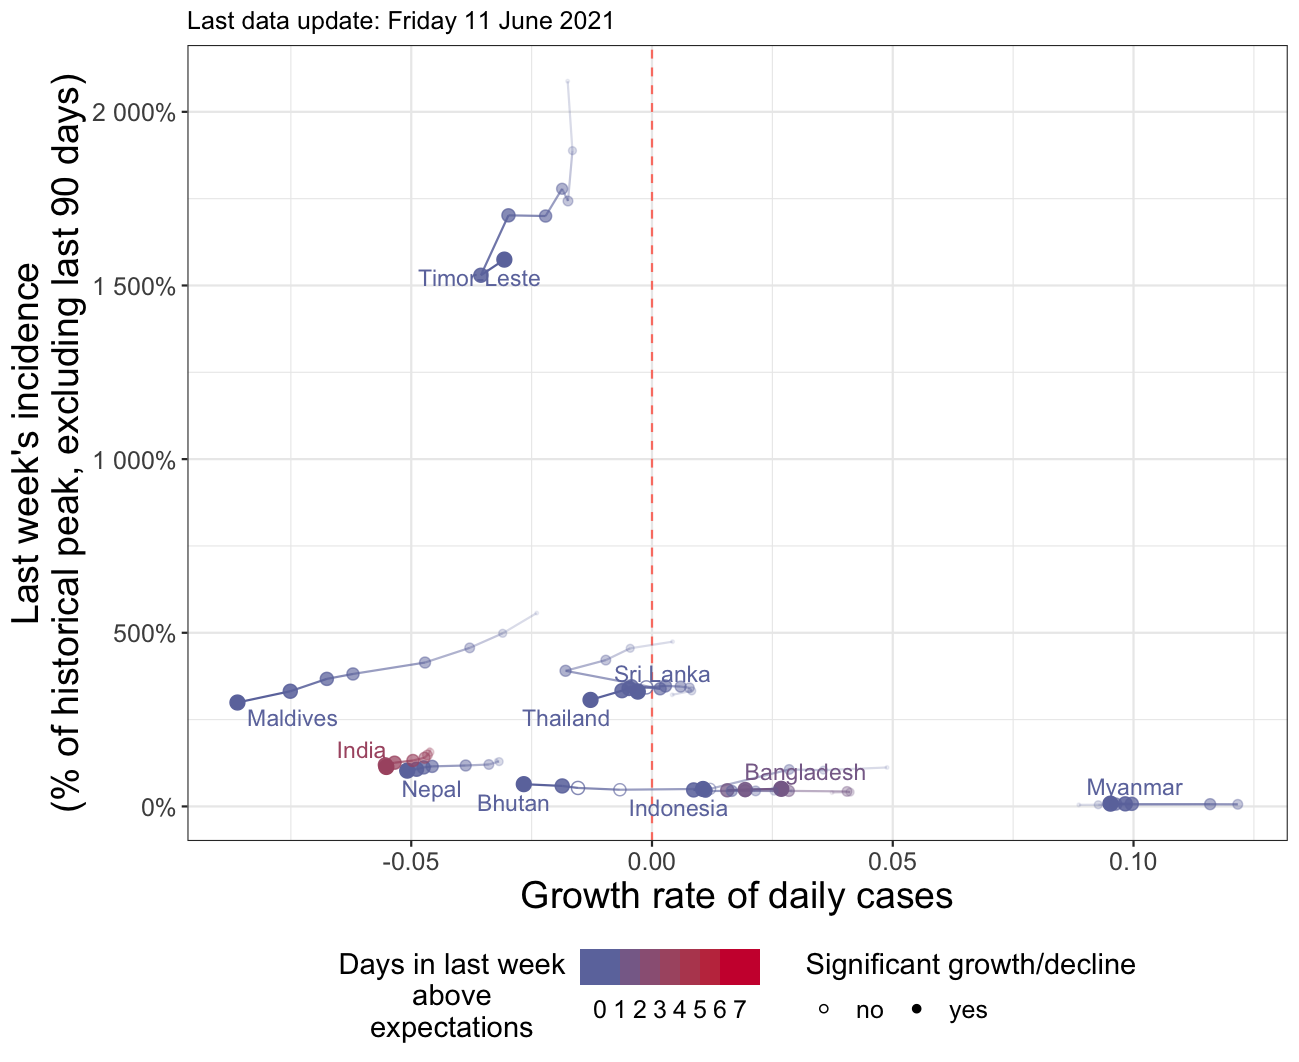 Last data update: Friday 11 June 2021
Last week's incidence
(% of historical peak, excluding last 90 days)
2 000%
1 500%
1 000%
500%
0%
Timor-Leste
Sri Lanka
Maldives
Thailand
India
Bangladesh
Nepal
Myanmar
Bhutan
Indonesia
-0.05 0.00 0.05 0.10
Growth rate of daily cases
Days in last week
above
expectations
0 1 2 3 4 5 6 7
Significant growth/decline
no yes